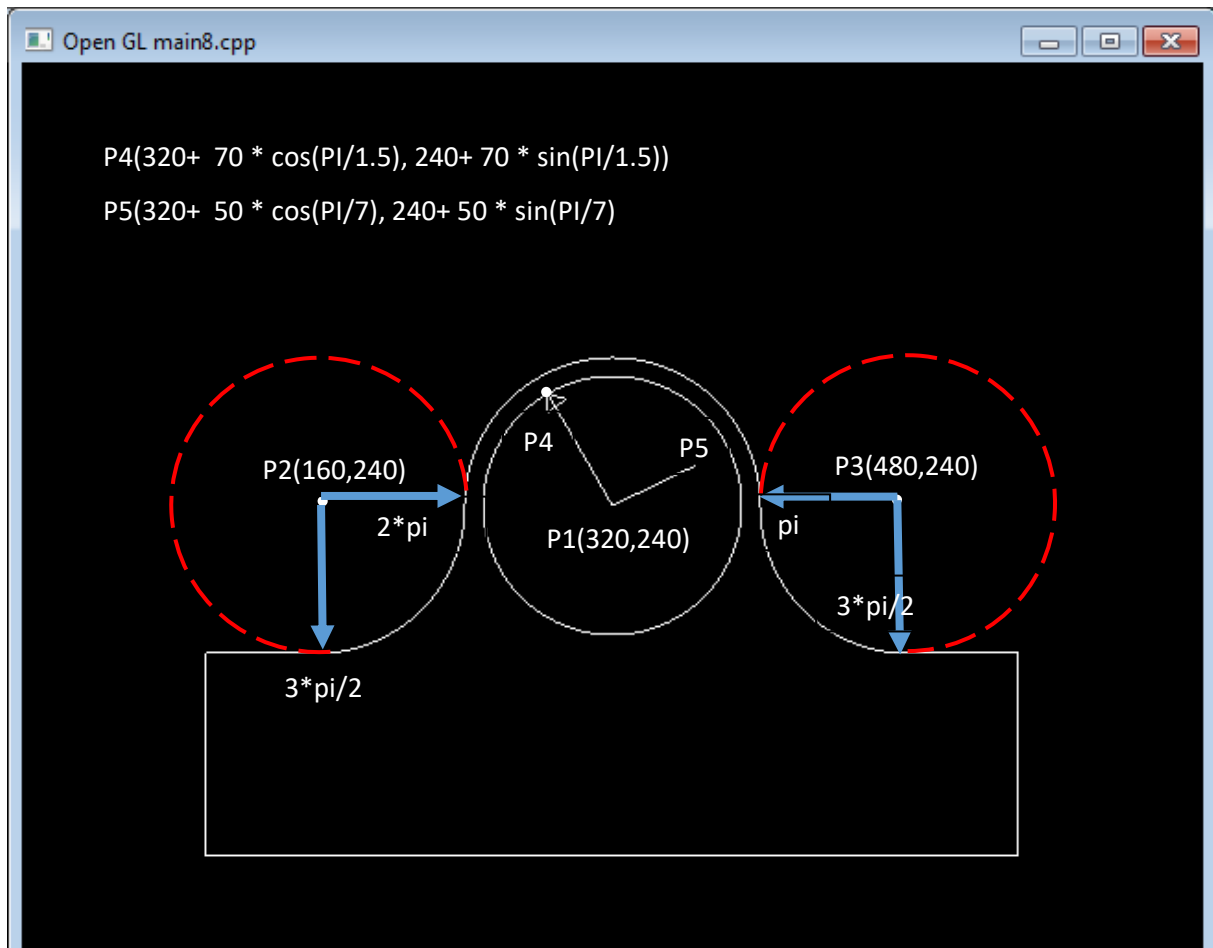 Open GL main8.cpp
P4(320+  70 * cos(PI/1.5), 240+ 70 * sin(PI/1.5))
P5(320+  50 * cos(PI/7), 240+ 50 * sin(PI/7)
P4
P5
P2(160,240)
P3(480,240)
2*pi
pi
P1(320,240)
3*pi/2
3*pi/2